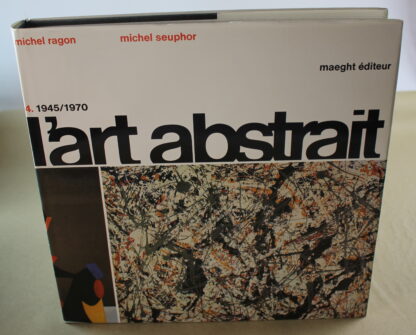 michel ragon michel seuphor
maeght éditeur
4. 1945/1970
l'art abstrait